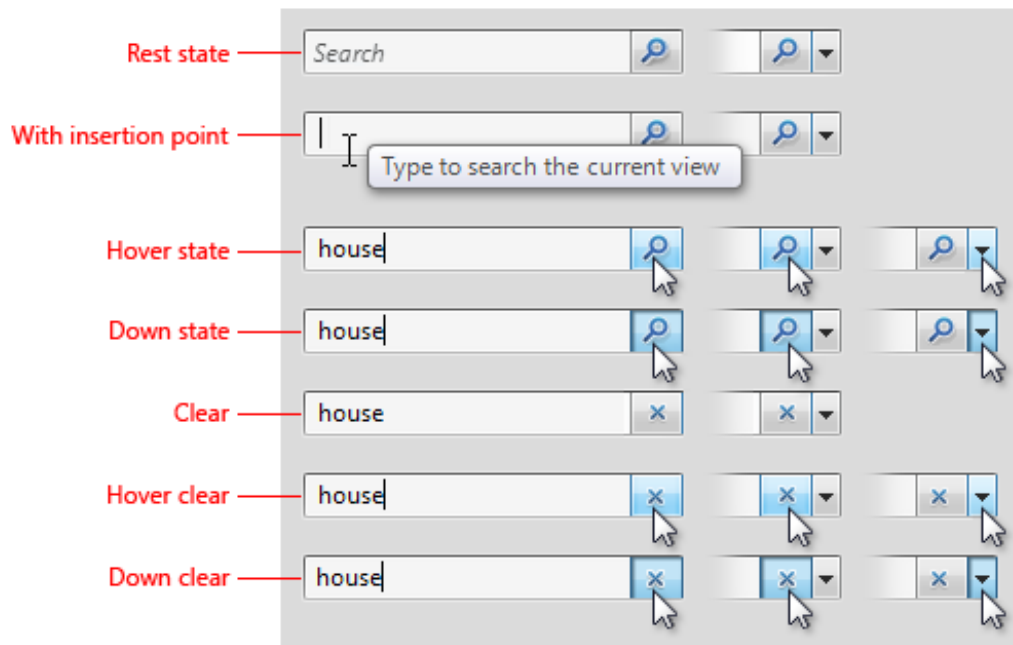 Rest state
Search
With insertion point
Type to search the current view
Hover state
house
Down state
house
Clear
house
Hover clear
house
Down clear
house